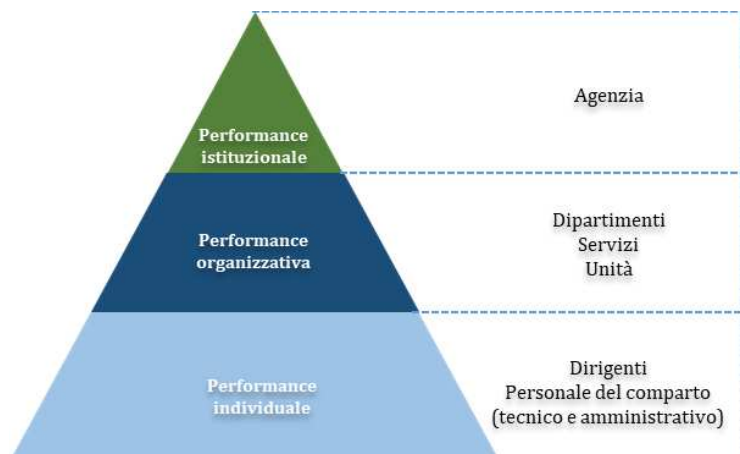 Performance
istituzionale
Agenzia
Performance
organizzativa
Dipartimenti
Servizi
Unità
Performance
individuale
Dirigenti
Personale del comparto
(tecnico e amministrativo)